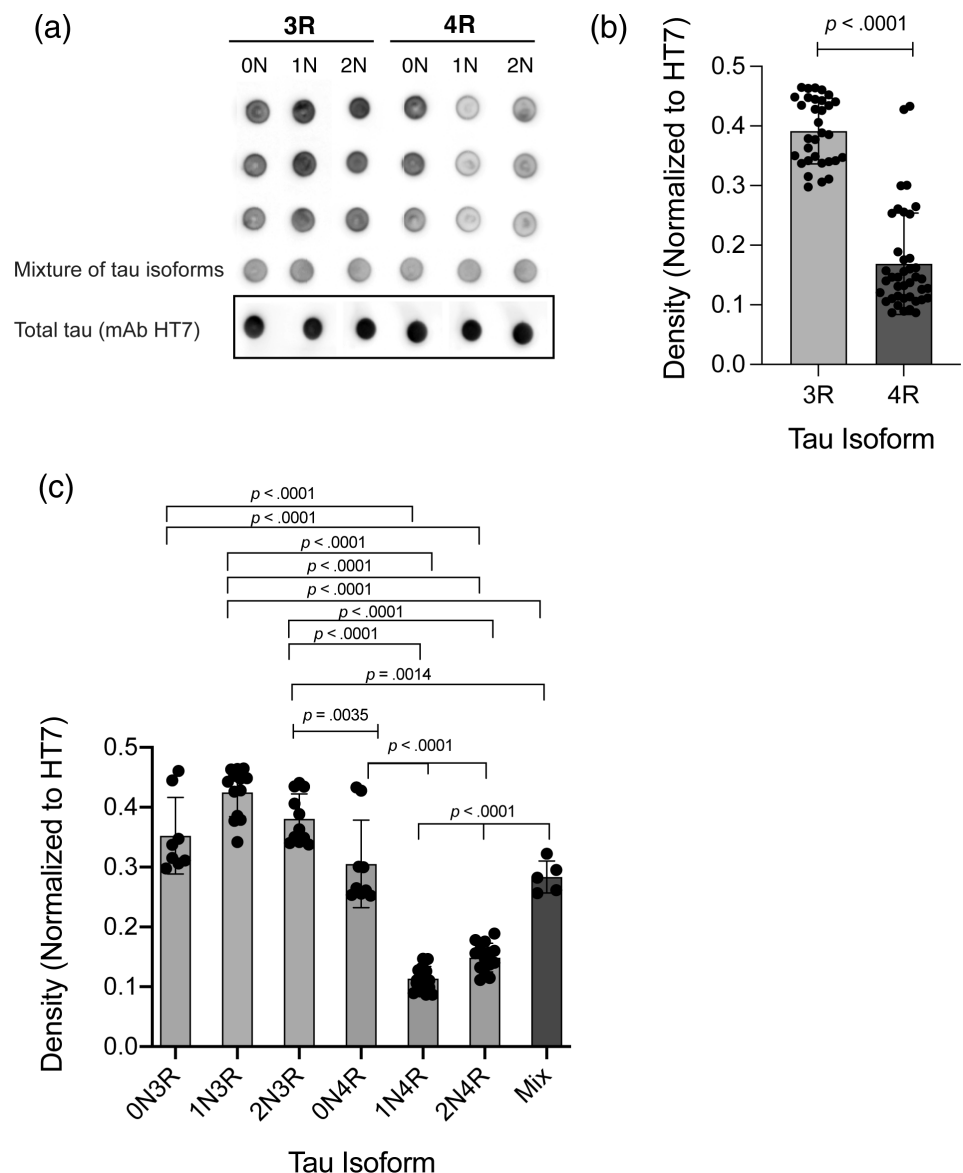 (a)
3R 4R
0N 1N 2N 0N 1N 2N
Mixture of tau isoforms
Total tau (mAb HT7)
(b)
p < .0001
Density (Normalized to HT7)
0.5
0.4
0.3
0.2
0.1
0.0
3R 4R
Tau Isoform
(c)
p < .0001
p < .0001
p < .0001
p < .0001
p < .0001
p < .0001
p < .0001
p = .0014
p = .0035
p < .0001
p < .0001
Density (Normalized to HT7)
0.5
0.4
0.3
0.2
0.1
0.0
0N3R 1N3R 2N3R 0N4R 1N4R 2N4R Mix
Tau Isoform